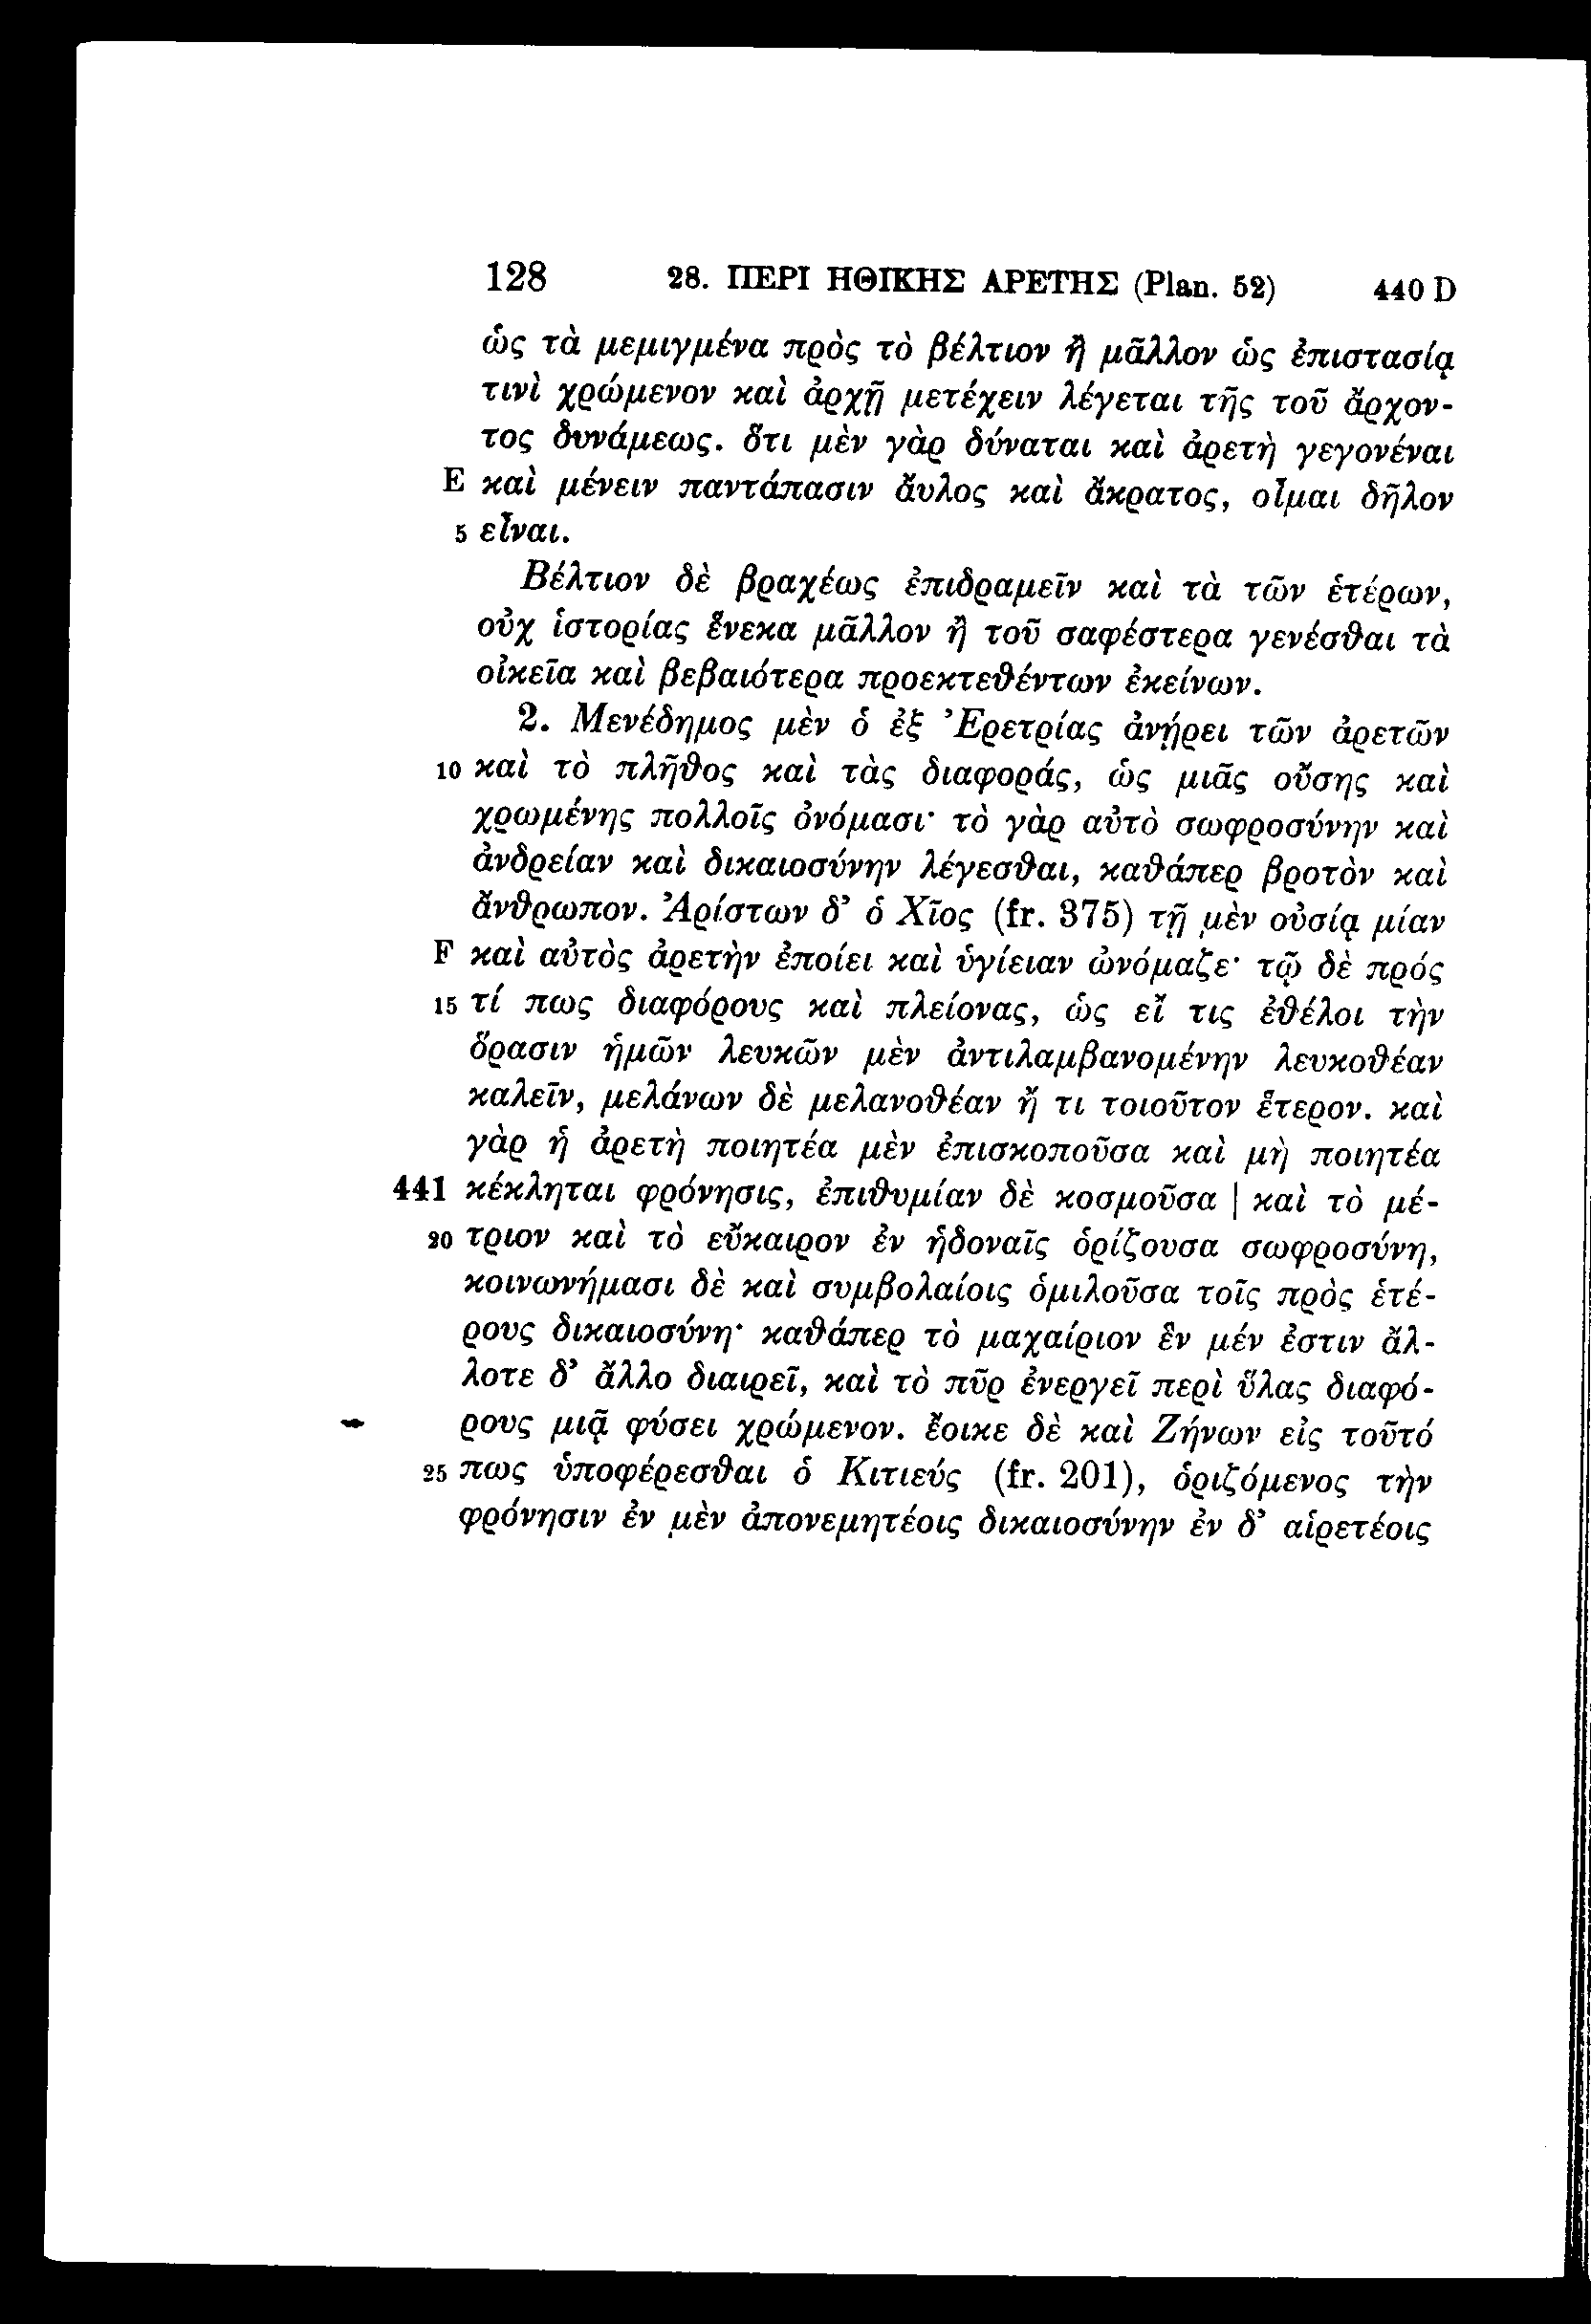 128 28. ΠΕΡΙ ΗΘΙΚΗΣ ΑΡΕΤΗΣ (Plan. 52) 440 D
ὡς τὰ μεμιγμένα πρὸς τὸ βέλτιον ἢ μᾶλλον ὡς ἐπιστασίᾳ
τινὶ χρώμενον καὶ ἀρχῇ μετέχειν λέγεται τῆς τοῦ ἄρχον-
τος δυνάμεως. ὅτι μὲν γὰρ δύναται καὶ ἀρετὴ γεγονέναι
E καὶ μένειν παντάπασιν ἄυλος καὶ ἄκρατος, οἶμαι δῆλον
5 εἶναι.
Βέλτιον δὲ βραχέως ἐπιδραμεῖν καὶ τὰ τῶν ἑτέρων,
οὐχ ἱστορίας ἕνεκα μᾶλλον ἢ τοῦ σαφέστερα γενέσθαι τὰ
οἰκεῖα καὶ βεβαιότερα προεκτεθέντων ἐκείνων.
2. Μενέδημος μὲν ὁ ἐξ Ἐρετρίας ἀνῄρει τῶν ἀρετῶν
10 καὶ τὸ πλῆθος καὶ τὰς διαφοράς, ὡς μιᾶς οὔσης καὶ
χρωμένης πολλοῖς ὀνόμασι· τὸ γὰρ αὐτὸ σωφροσύνην καὶ
ἀνδρείαν καὶ δικαιοσύνην λέγεσθαι, καθάπερ βροτὸν καὶ
ἄνθρωπον. Ἀρίστων δ’ ὁ Χῖος (fr. 375) τῇ μὲν οὐσίᾳ μίαν
F καὶ αὐτὸς ἀρετὴν ἐποίει καὶ ὑγίειαν ὠνόμαζε· τῷ δὲ πρός
15 τί πως διαφόρους καὶ πλείονας, ὡς εἴ τις ἐθέλοι τὴν
ὅρασιν ἡμῶν λευκῶν μὲν ἀντιλαμβανομένην λευκοθέαν
καλεῖν, μελάνων δὲ μελανοθέαν ἤ τι τοιοῦτον ἕτερον. καὶ
γὰρ ἡ ἀρετὴ ποιητέα μὲν ἐπισκοποῦσα καὶ μὴ ποιητέα
441 κέκληται φρόνησις, ἐπιθυμίαν δὲ κοσμοῦσα | καὶ τὸ μέ-
20 τριον καὶ τὸ εὔκαιρον ἐν ἡδοναῖς ὁρίζουσα σωφροσύνη,
κοινωνήμασι δὲ καὶ συμβολαίοις ὁμιλοῦσα τοῖς πρὸς ἑτέ-
ρους δικαιοσύνη· καθάπερ τὸ μαχαίριον ἓν μέν ἐστιν ἄλ-
λοτε δ’ ἄλλο διαιρεῖ, καὶ τὸ πῦρ ἐνεργεῖ περὶ ὕλας διαφό-
ρους μιᾷ φύσει χρώμενον. ἔοικε δὲ καὶ Ζήνων εἰς τοῦτό
25 πως ὑποφέρεσθαι ὁ Κιτιεύς (fr. 201), ὁριζόμενος τὴν
φρόνησιν ἐν μὲν ἀπονεμητέοις δικαιοσύνην ἐν δ’ αἱρετέοις